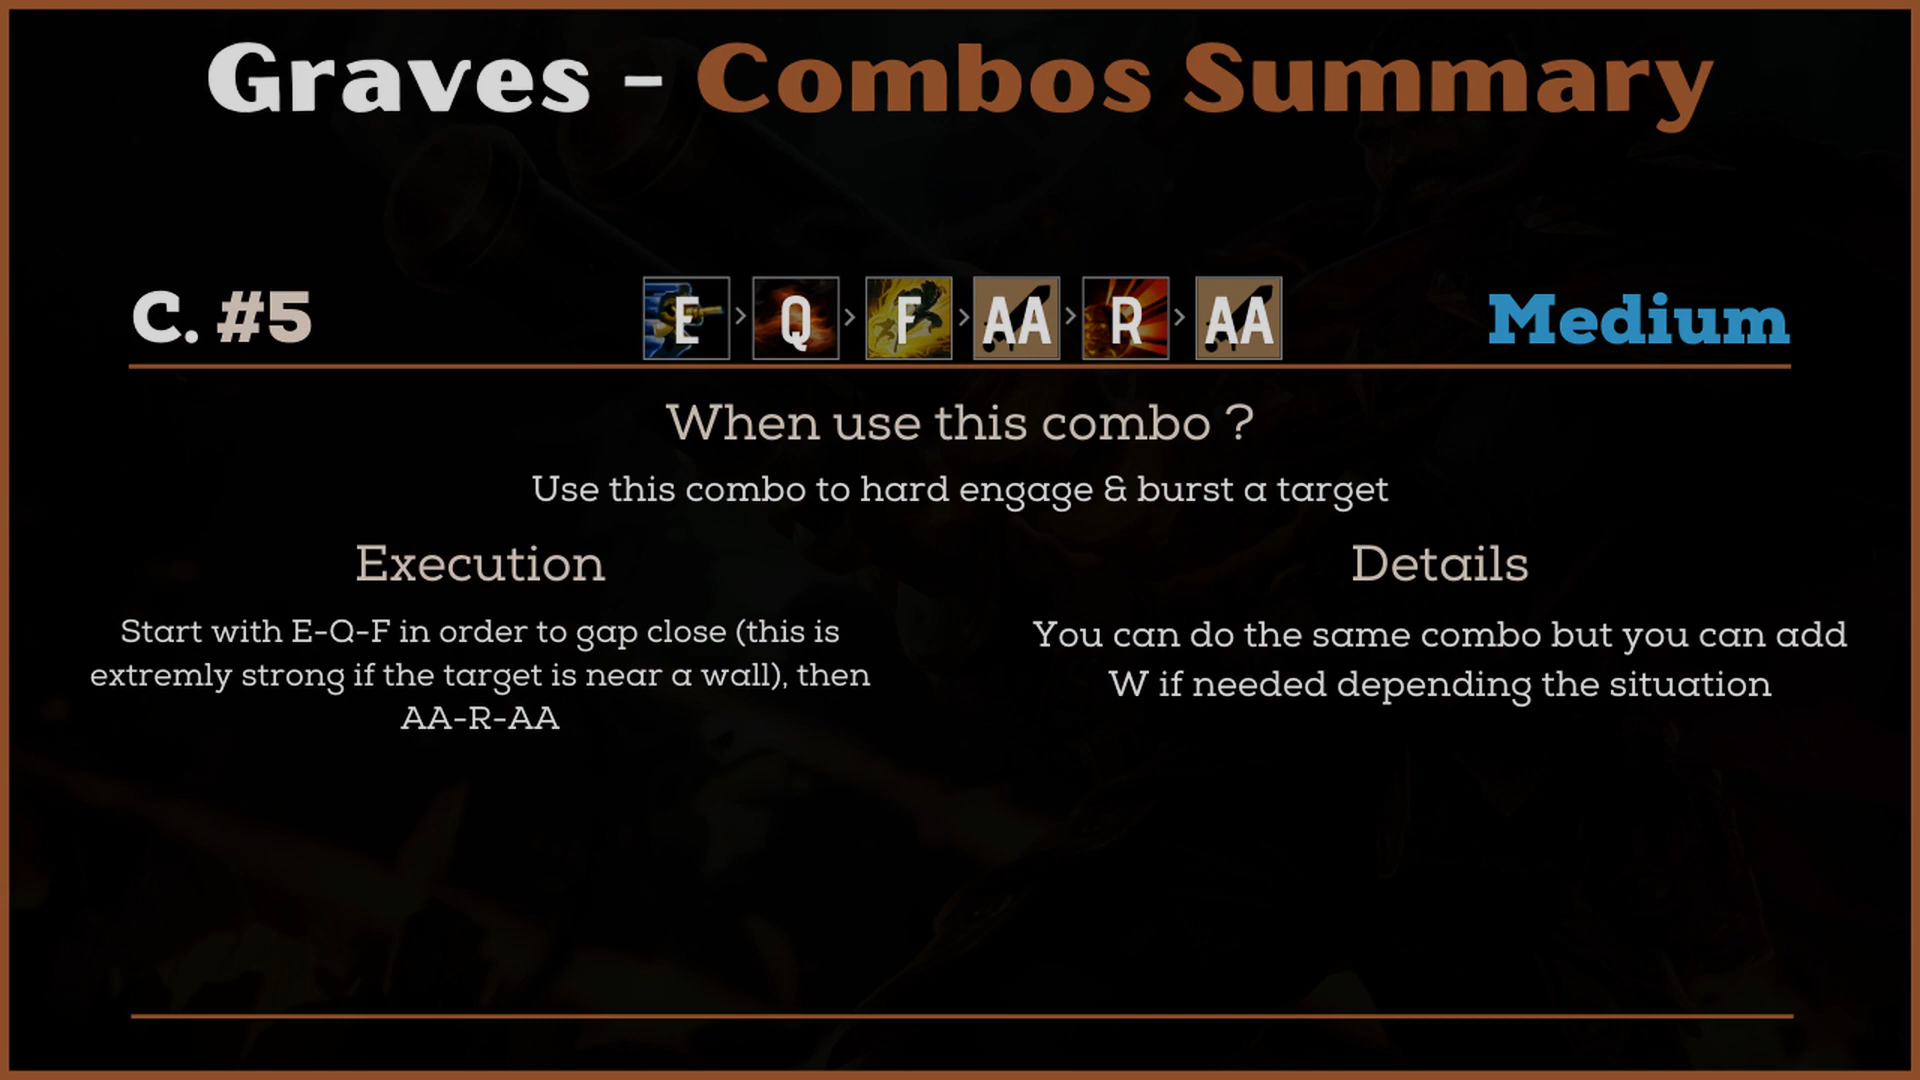 Graves - Combos Summary
C. #5
E > Q > F > AA > R > AA
Medium
When use this combo ?
Use this combo to hard engage & burst a target
Execution
Start with E-Q-F in order to gap close (this is
extremly strong if the target is near a wall), then
AA-R-AA
Details
You can do the same combo but you can add
W if needed depending the situation